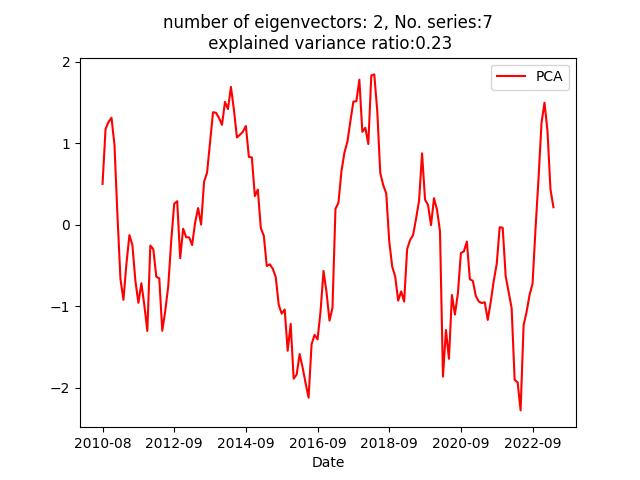 number of eigenvectors: 2, No. series:7
explained variance ratio:0.23
PCA
2
1
0
−1
−2
2010-08 2012-09 2014-09 2016-09 2018-09 2020-09 2022-09
Date